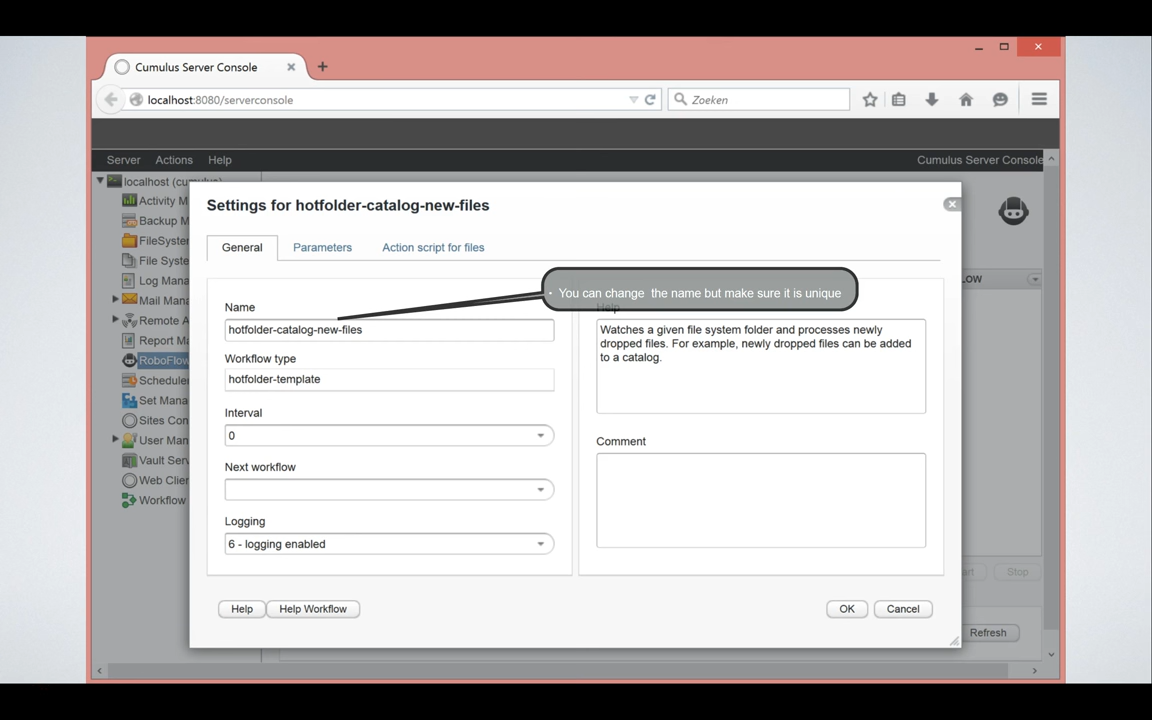 Cumulus Server Console
localhost:8080/serverconsole
Zoeken
Server Actions Help
Cumulus Server Console
localhost (cumulus)
Activity M
Backup M
FileSystem
File Syste
Log Mana
Mail Mana
Remote A
Report Ma
RoboFlow
Scheduler
Set Mana
Sites Con
User Man
Vault Serv
Web Clien
Workflow
Settings for hotfolder-catalog-new-files
General
Parameters
Action script for files
LOW
· You can change the name but make sure it is unique
Name
hotfolder-catalog-new-files
Workflow type
hotfolder-template
Interval
0
Next workflow
Logging
6 - logging enabled
Help
Watches a given file system folder and processes newly
dropped files. For example, newly dropped files can be added
to a catalog.
Comment
Stop
Help
Help Workflow
OK
Cancel
Refresh